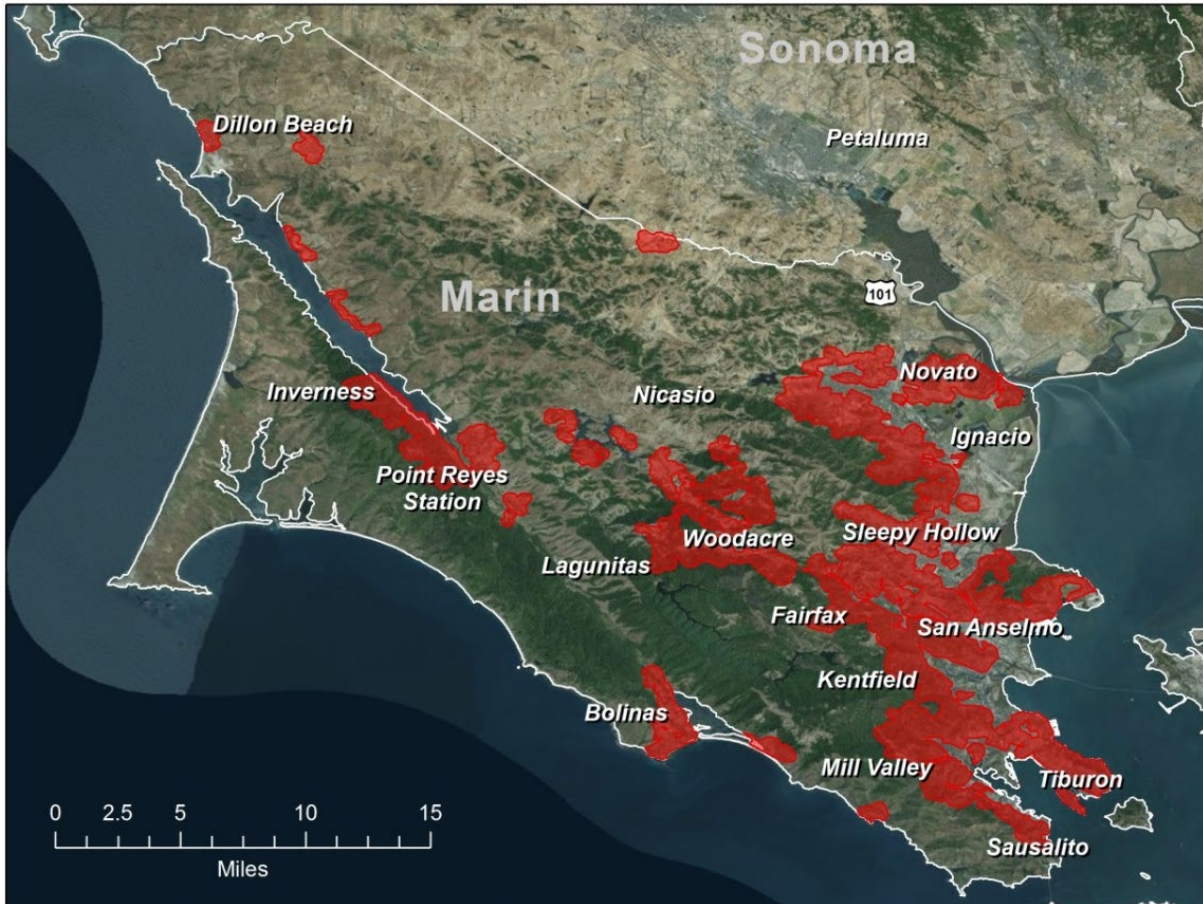 Sonoma
Dillon Beach
Petaluma
Marin
101
Inverness
Nicasio
Novato
Ignacio
Point Reyes
Station
Sleepy Hollow
Woodacre
Lagunitas
Fairfax
San Anselmo
Kentfield
Bolinas
Mill Valley
Tiburon
Sausalito
0 2.5 5 10 15
Miles